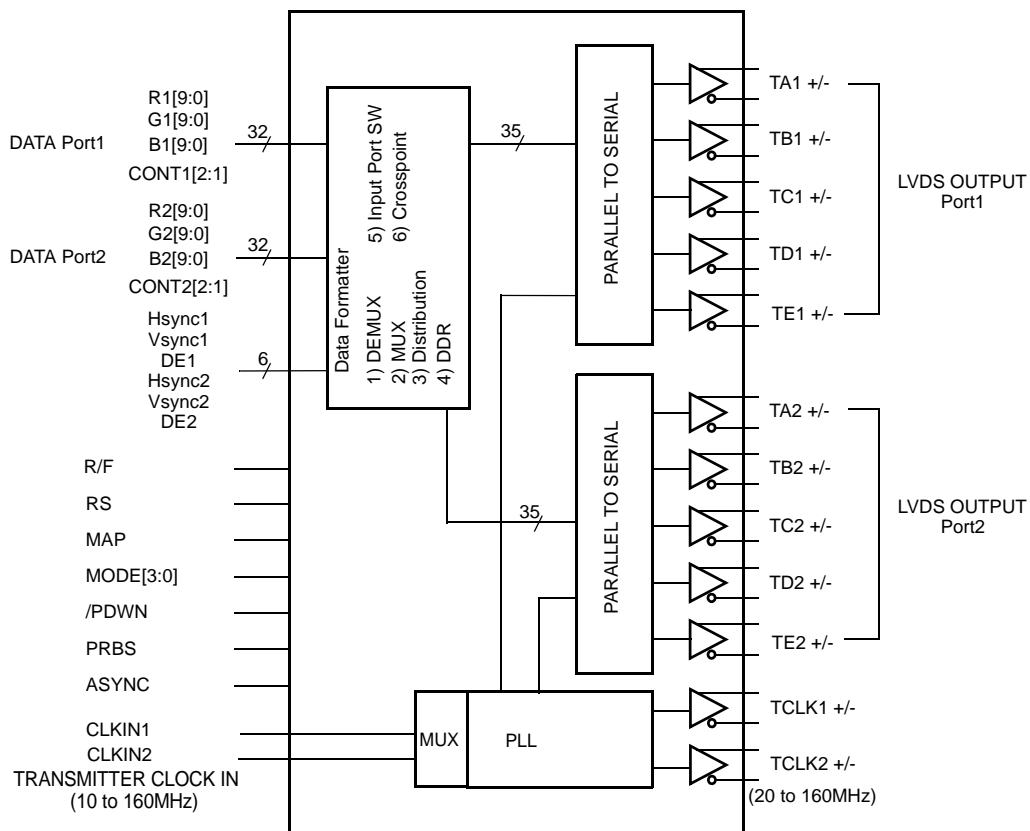 R1[9:0]
G1[9:0]
DATA Port1
B1[9:0]
CONT1[2:1]
32
R2[9:0]
G2[9:0]
DATA Port2
B2[9:0]
CONT2[2:1]
32
Hsync1
Vsync1
DE1
Hsync2
Vsync2
DE2
6
R/F
RS
MAP
MODE[3:0]
/PDWN
PRBS
ASYNC
CLKIN1
CLKIN2
TRANSMITTER CLOCK IN
(10 to 160MHz)
Data Formatter
1) DEMUX
2) MUX
3) Distribution
4) DDR
5) Input Port SW
6) Crosspoint
35
35
PARALLEL TO SERIAL
PARALLEL TO SERIAL
MUX
PLL
TA1 +/-
TB1 +/-
TC1 +/-
TD1 +/-
TE1 +/-
LVDS OUTPUT
Port1
TA2 +/-
TB2 +/-
TC2 +/-
TD2 +/-
TE2 +/-
LVDS OUTPUT
Port2
TCLK1 +/-
TCLK2 +/-
(20 to 160MHz)